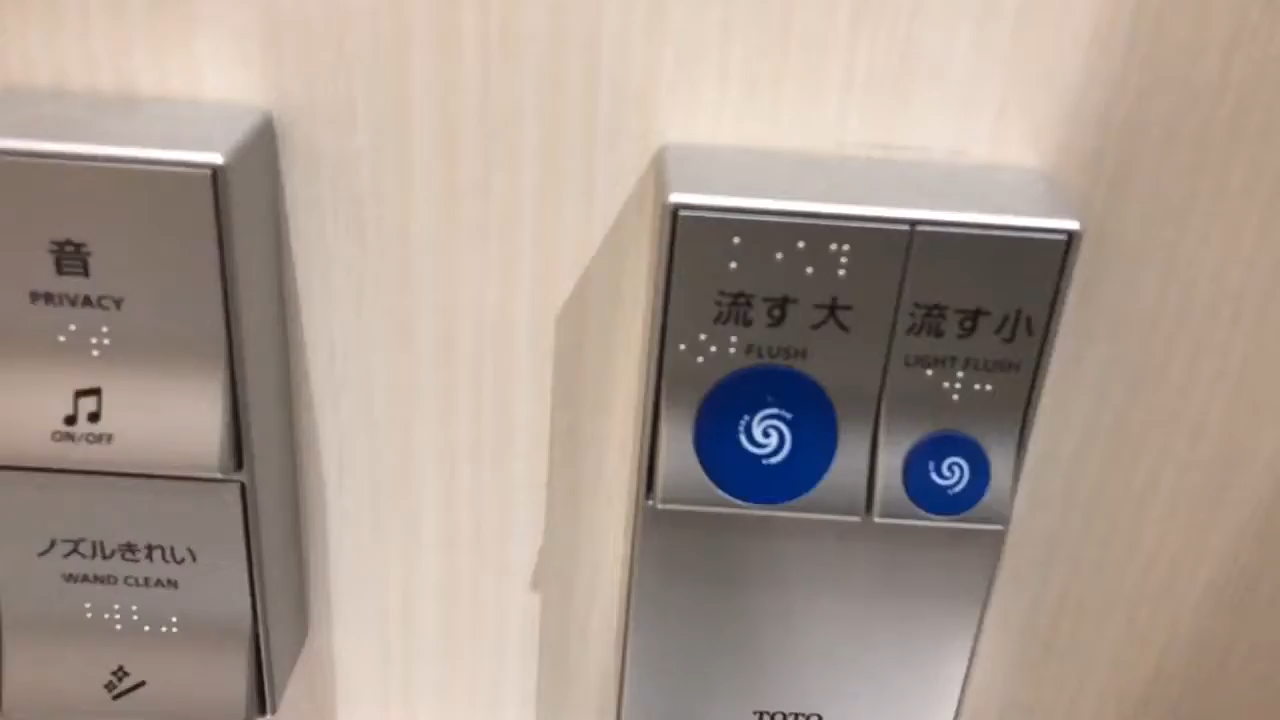 音
PRIVACY
ON/OFF
ノズルきれい
WAND CLEAN
流す 大
FLUSH
流す 小
LIGHT FLUSH
TOTO